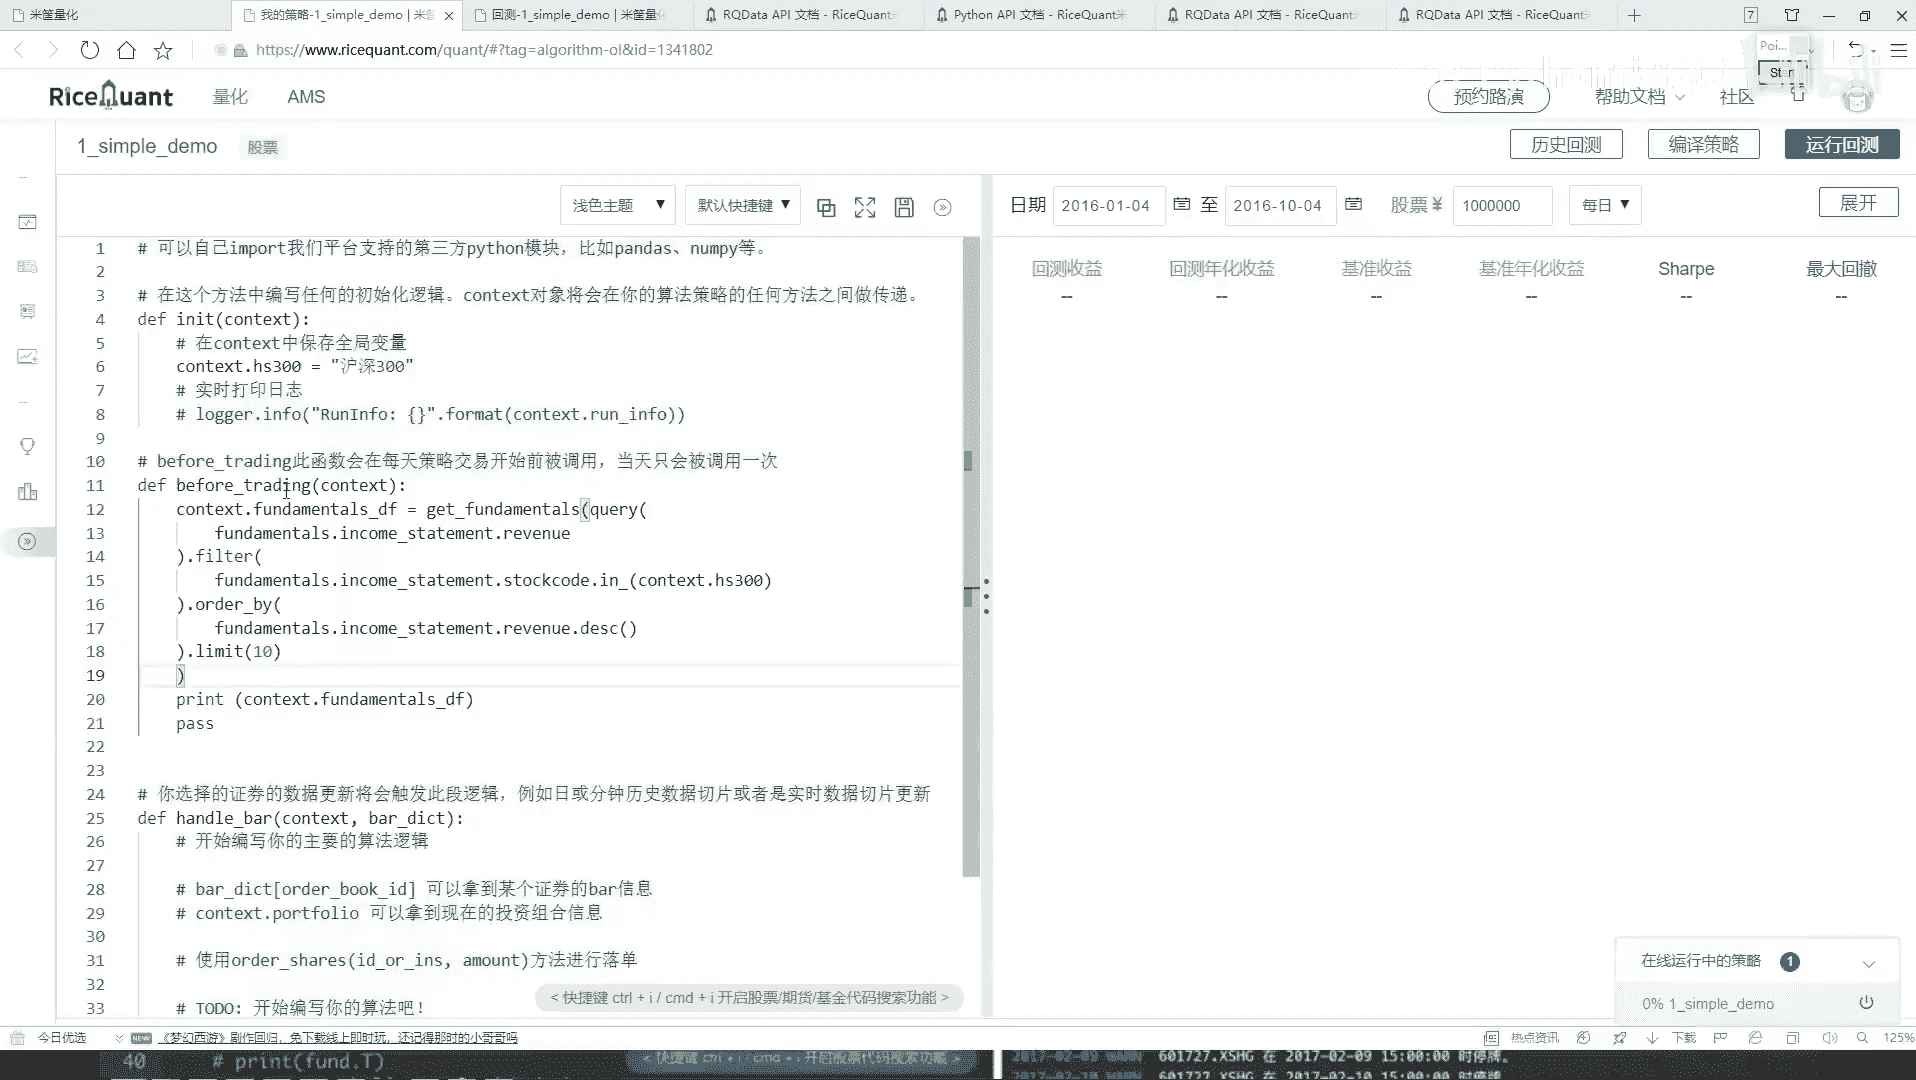 米筐量化
我的策略-1_simple_demo | 米筐
回测-1_simple_demo | 米筐量化
RQData API 文档 - RiceQuant
Python API 文档 - RiceQuant米
RQData API 文档 - RiceQuant
RQData API 文档 - RiceQuant
7
https://www.ricequant.com/quant/#?tag=algorithm-ol&id=1341802
Poi...
Start
RiceQuant
量化
AMS
预约路演
帮助文档
社区
1_simple_demo
股票
历史回测
编译策略
运行回测
浅色主题
默认快捷键
日期 2016-01-04 至 2016-10-04
股票 ¥ 1000000
每日
展开
回测收益 回测年化收益 基准收益 基准年化收益 Sharpe 最大回撤
-- -- -- -- -- --
1 # 可以自己import我们平台支持的第三方python模块，比如pandas、numpy等。
2
3 # 在这个方法中编写任何的初始化逻辑。context对象将会在你的算法策略的任何方法之间做传递。
4 def init(context):
5 # 在context中保存全局变量
6 context.hs300 = "沪深300"
7 # 实时打印日志
8 # logger.info("RunInfo: {}".format(context.run_info))
9
10 # before_trading此函数会在每天策略交易开始前被调用，当天只会被调用一次
11 def before_trading(context):
12 context.fundamentals_df = get_fundamentals(query(
13 fundamentals.income_statement.revenue
14 ).filter(
15 fundamentals.income_statement.stockcode.in_(context.hs300)
16 ).order_by(
17 fundamentals.income_statement.revenue.desc()
18 ).limit(10)
19 )
20 print (context.fundamentals_df)
21 pass
22
23
24 # 你选择的证券的数据更新将会触发此段逻辑，例如日或分钟历史数据切片或者是实时数据切片更新
25 def handle_bar(context, bar_dict):
26 # 开始编写你的主要的算法逻辑
27
28 # bar_dict[order_book_id] 可以拿到某个证券的bar信息
29 # context.portfolio 可以拿到现在的投资组合信息
30
31 # 使用order_shares(id_or_ins, amount)方法进行落单
32
33 # TODO: 开始编写你的算法吧！
< 快捷键 ctrl + i / cmd + i 开启股票/期货/基金代码搜索功能 >
在线运行中的策略 1
0% 1_simple_demo
今日优选
NEW
《梦幻西游》剧作回归，免下载线上即时玩，还记得那时的小哥哥吗
热点资讯
下载
125%
40 # print(fund.T)
< 快捷键 ctrl + i / cmd + i 开启股票代码搜索功能 >
2017-02-09 WARN 601727.XSHG 在 2017-02-09 15:00:00 时停牌。
2017-02-10 WARN 601727.XSHG 在 2017-02-10 15:00:00 时停牌。